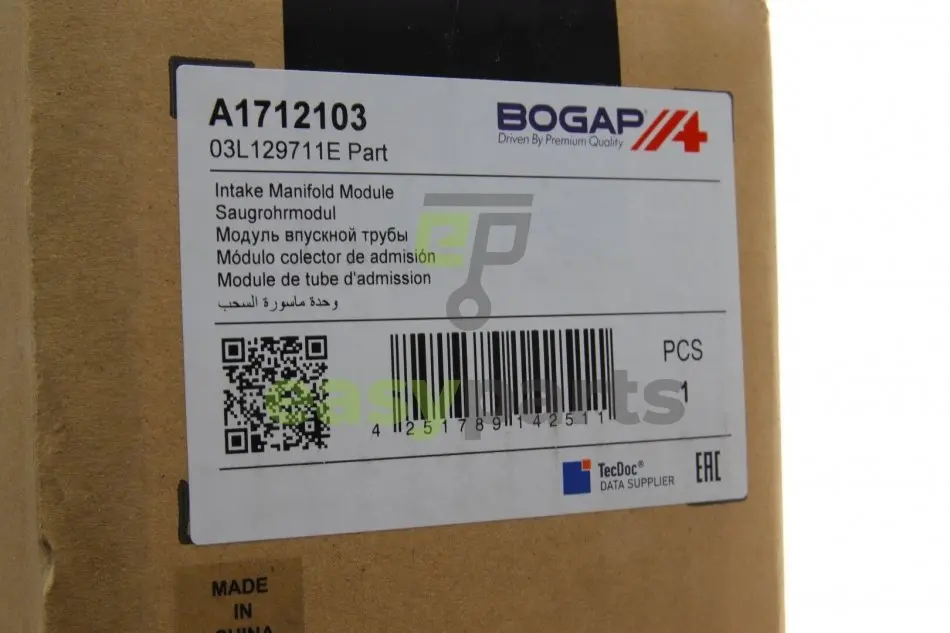 A1712103
03L129711E Part
BOGAP
Driven By Premium Quality
Intake Manifold Module
Saugrohrmodul
Модуль впускной трубы
Módulo colector de admisión
Module de tube d'admission
وحدة ماسورة السحب
PCS
1
4 251789 142511
easyparts
TecDoc®
DATA SUPPLIER
EAC
MADE
IN
CHINA